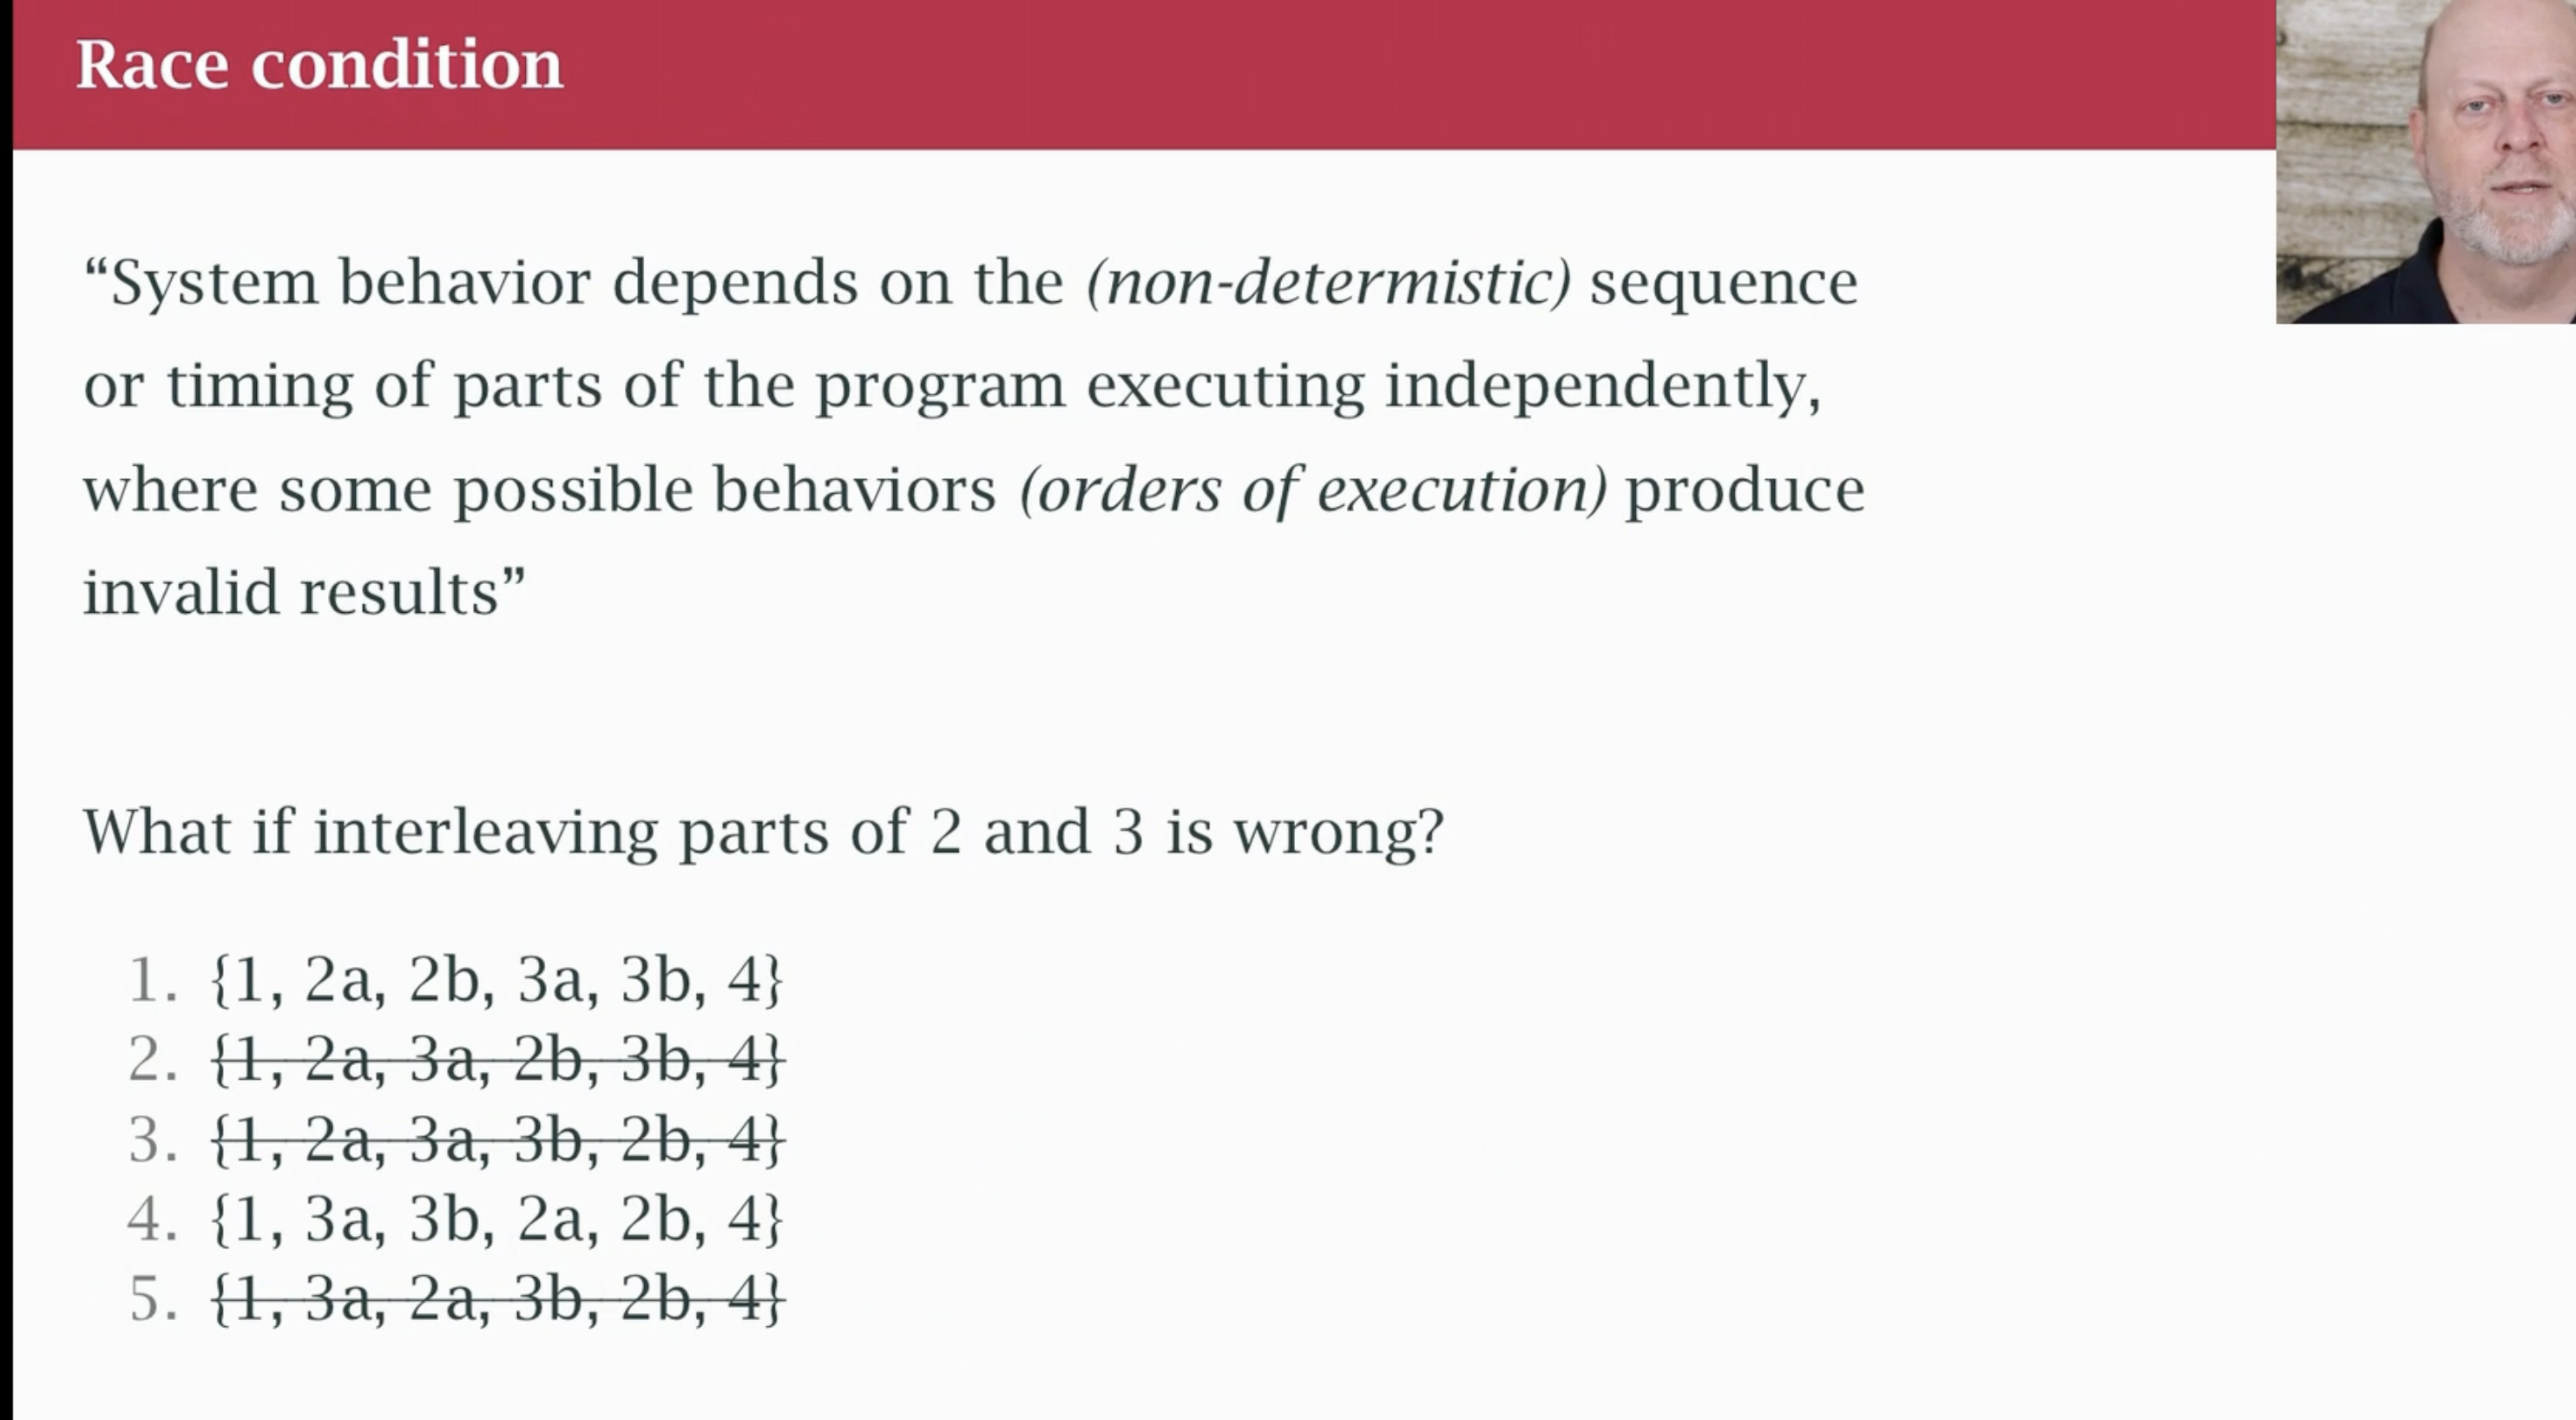 Race condition
“System behavior depends on the (non-determistic) sequence
or timing of parts of the program executing independently,
where some possible behaviors (orders of execution) produce
invalid results”
What if interleaving parts of 2 and 3 is wrong?
1. {1, 2a, 2b, 3a, 3b, 4}
2. {1, 2a, 3a, 2b, 3b, 4}
3. {1, 2a, 3a, 3b, 2b, 4}
4. {1, 3a, 3b, 2a, 2b, 4}
5. {1, 3a, 2a, 3b, 2b, 4}